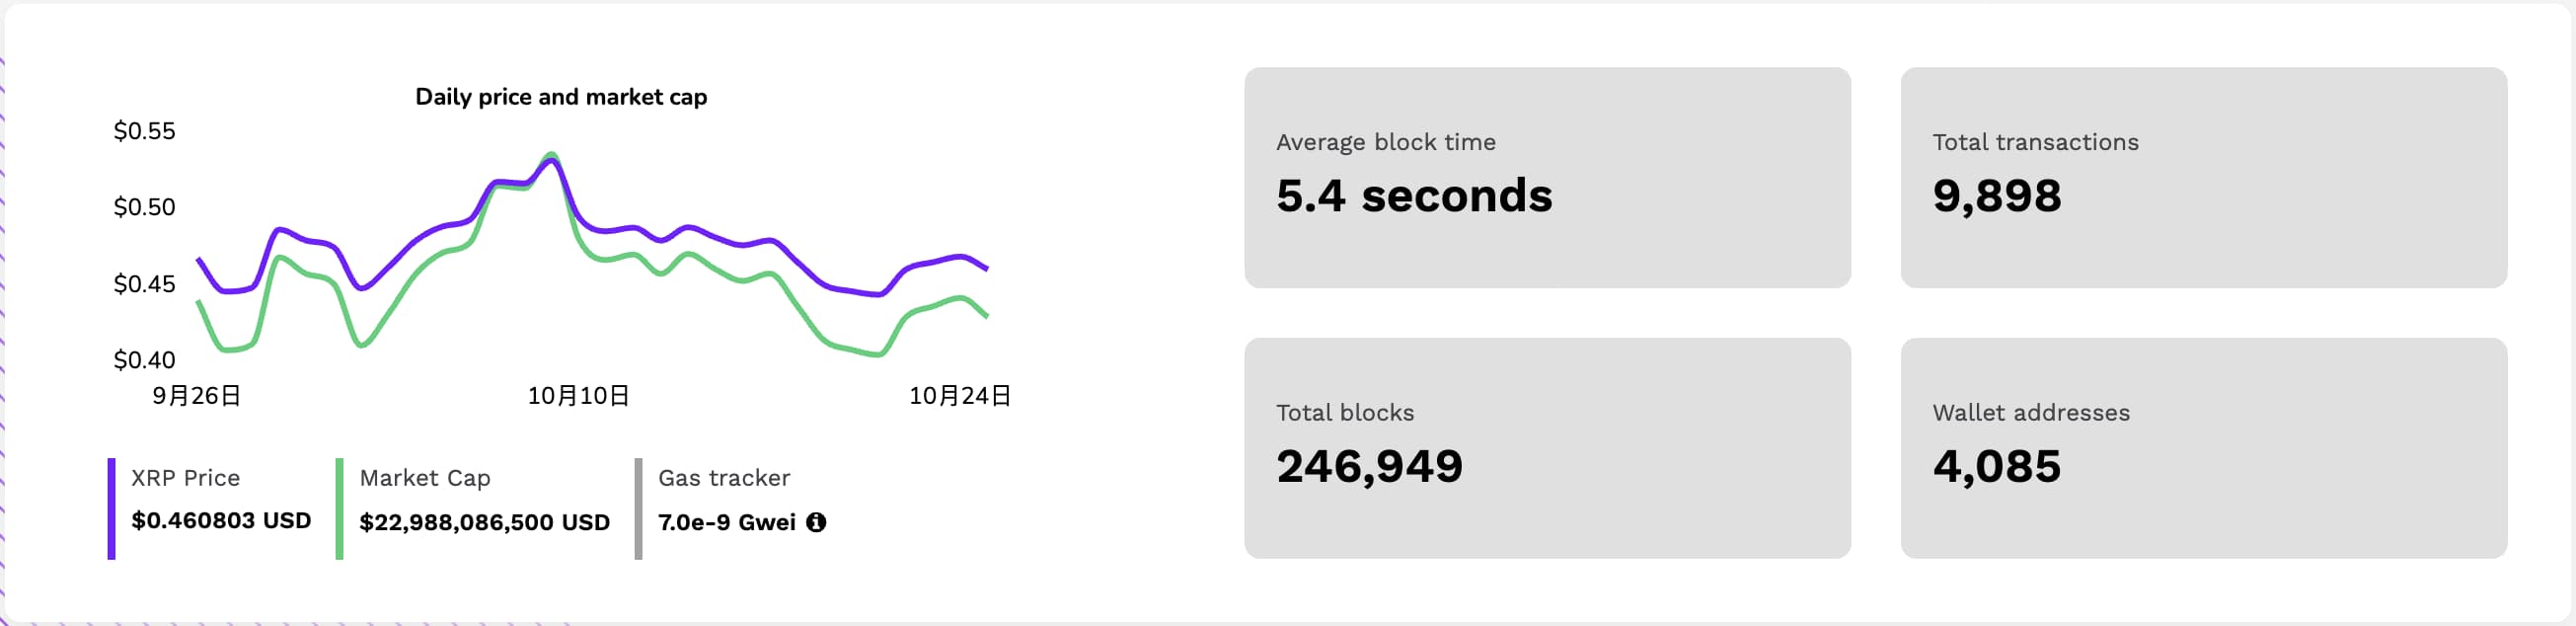 Daily price and market cap
$0.55
$0.50
$0.45
$0.40
9月26日
10月10日
10月24日
XRP Price
$0.460803 USD
Market Cap
$22,988,086,500 USD
Gas tracker
7.0e-9 Gwei
Average block time
5.4 seconds
Total transactions
9,898
Total blocks
246,949
Wallet addresses
4,085